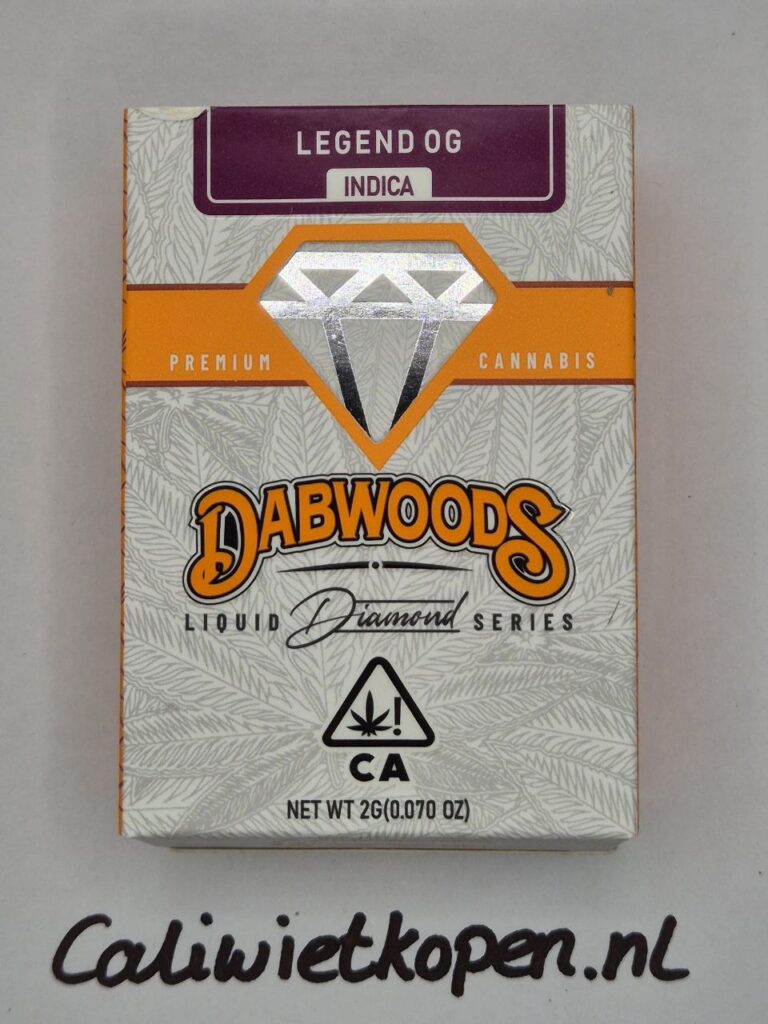 LEGEND OG
INDICA
PREMIUM CANNABIS
DABWOODS
LIQUID Diamond SERIES
!
CA
NET WT 2G(0.070 OZ)
Caliwietkopen.nl